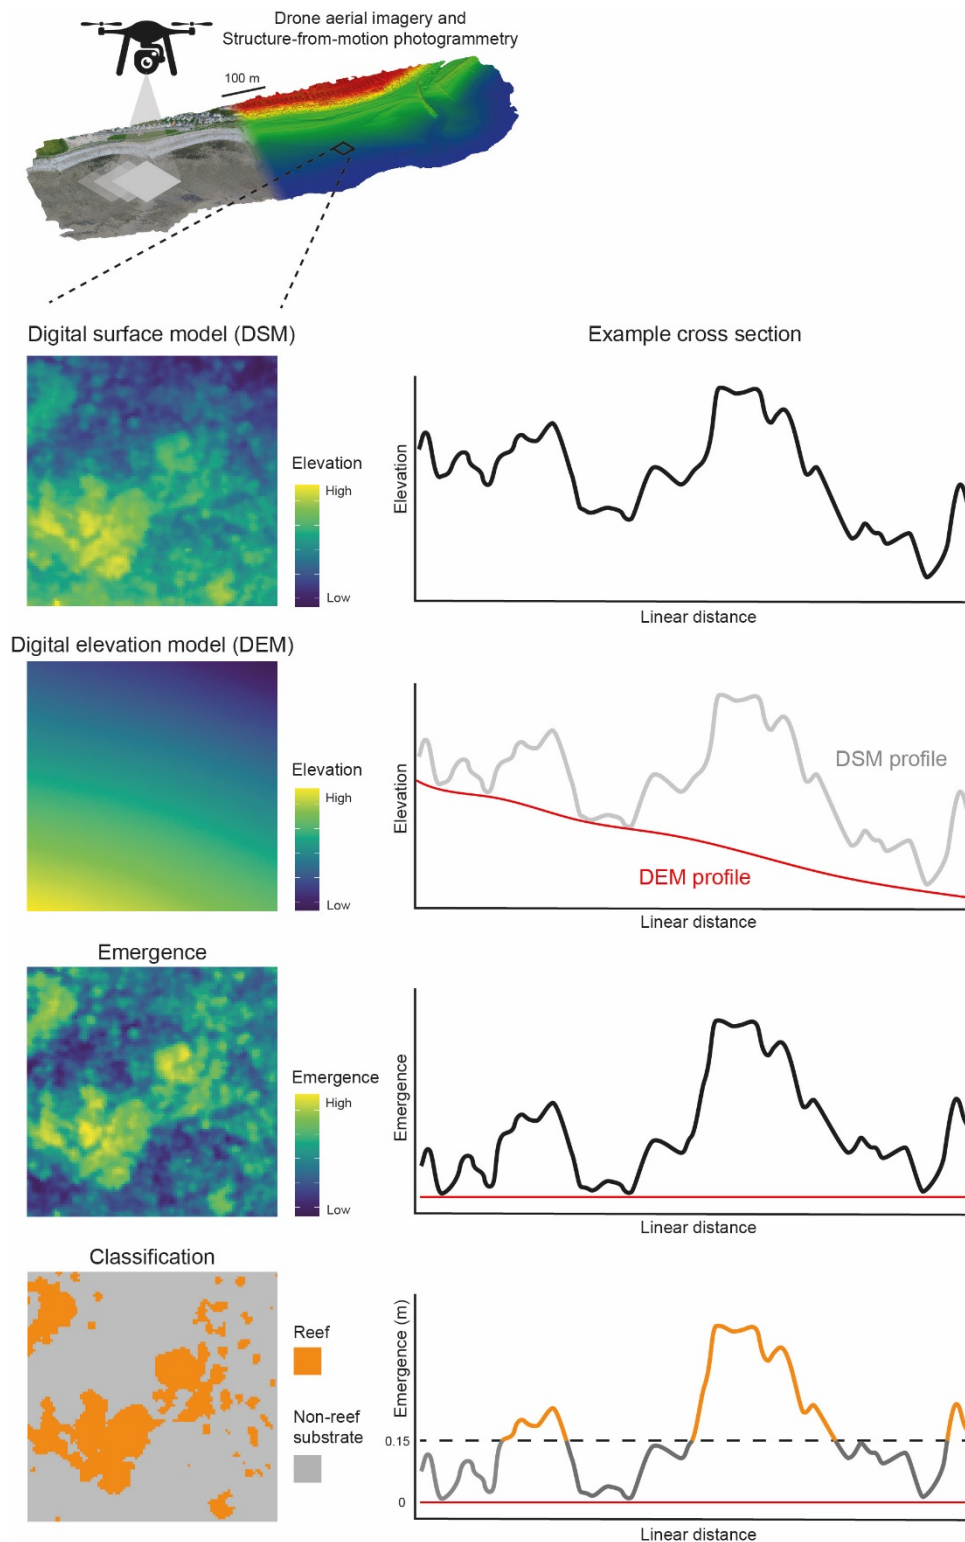 Drone aerial imagery and
Structure-from-motion photogrammetry
100 m
Digital surface model (DSM)
Example cross section
Elevation
High
Low
Elevation
Linear distance
Digital elevation model (DEM)
Elevation
High
Low
Elevation
DSM profile
DEM profile
Linear distance
Emergence
Emergence
High
Low
Emergence
Linear distance
Classification
Reef
Non-reef
substrate
Emergence (m)
0.15
0
Linear distance